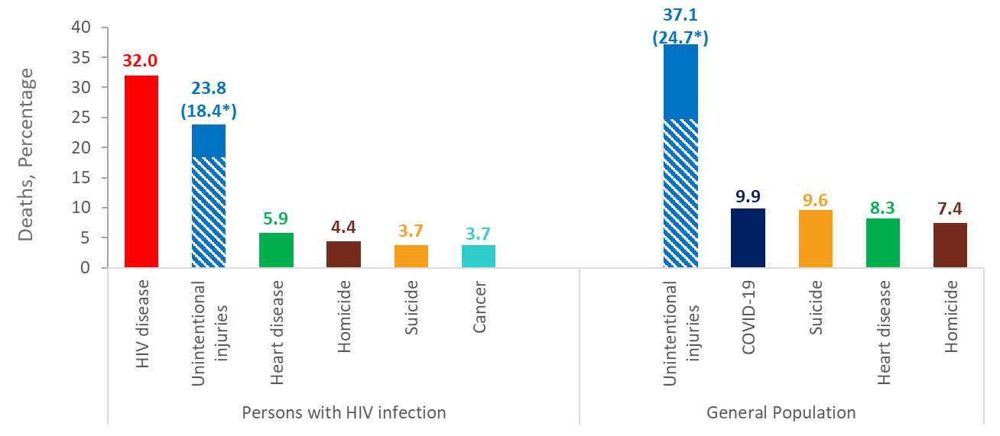 Deaths, Percentage
40
35
30
25
20
15
10
5
0
32.0
23.8
(18.4*)
5.9
4.4
3.7
3.7
37.1
(24.7*)
9.9
9.6
8.3
7.4
HIV disease
Unintentional
injuries
Heart disease
Homicide
Suicide
Cancer
Unintentional
injuries
COVID-19
Suicide
Heart disease
Homicide
Persons with HIV infection
General Population